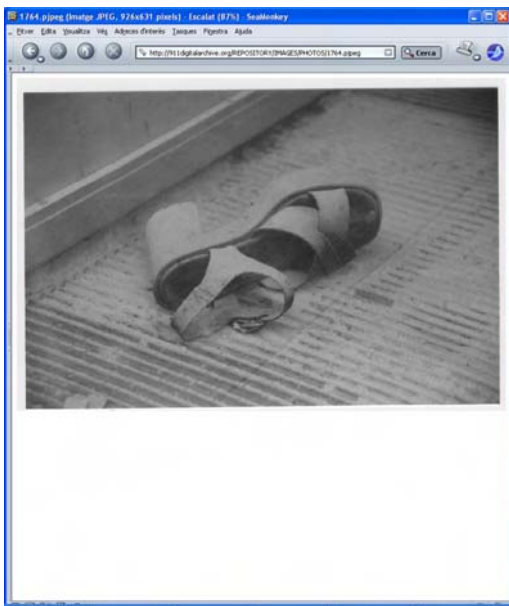 1764.pjpeg (Imatge JPEG, 926x631 pixels) - Escalat (87%) - SeaMonkey
Fitxer Edita Visualitza Vés Adreces d'interès Tasques Finestra Ajuda
http://911digitalarchive.org/REPOSITORY/IMAGES/PHOTOS/1764.pjpeg Cerca